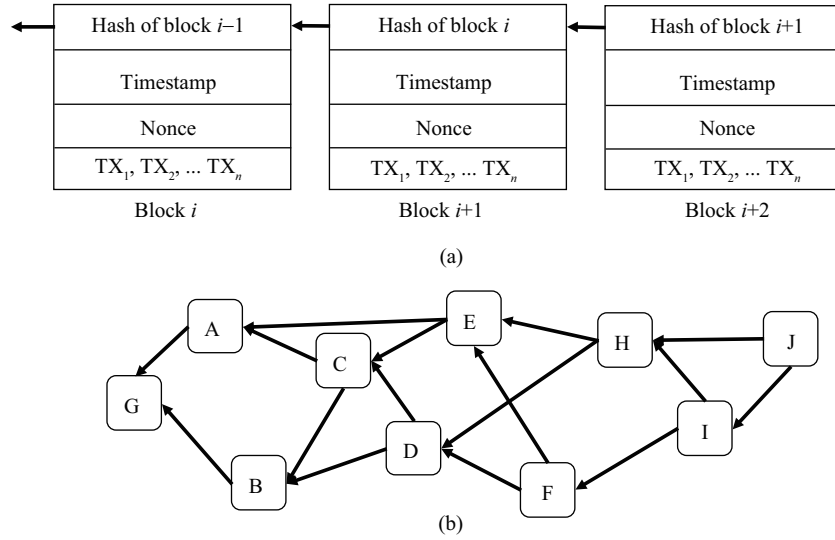 Hash of block i−1
Hash of block i
Hash of block i+1
Timestamp
Timestamp
Timestamp
Nonce
Nonce
Nonce
TX1, TX2, ... TXn
TX1, TX2, ... TXn
TX1, TX2, ... TXn
Block i
Block i+1
Block i+2
(a)
A
E
H
J
C
G
D
I
B
F
(b)